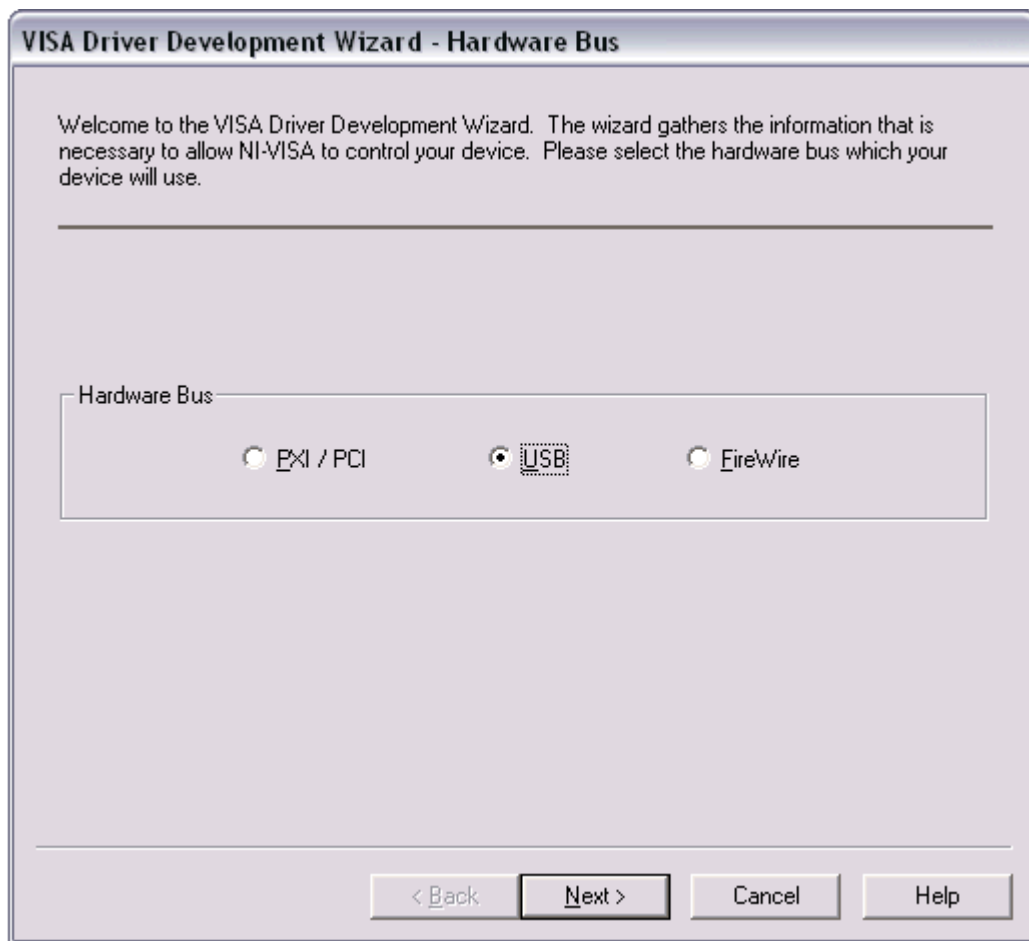 VISA Driver Development Wizard - Hardware Bus
Welcome to the VISA Driver Development Wizard. The wizard gathers the information that is
necessary to allow NI-VISA to control your device. Please select the hardware bus which your
device will use.
Hardware Bus
PXI / PCI USB FireWire
< Back Next > Cancel Help